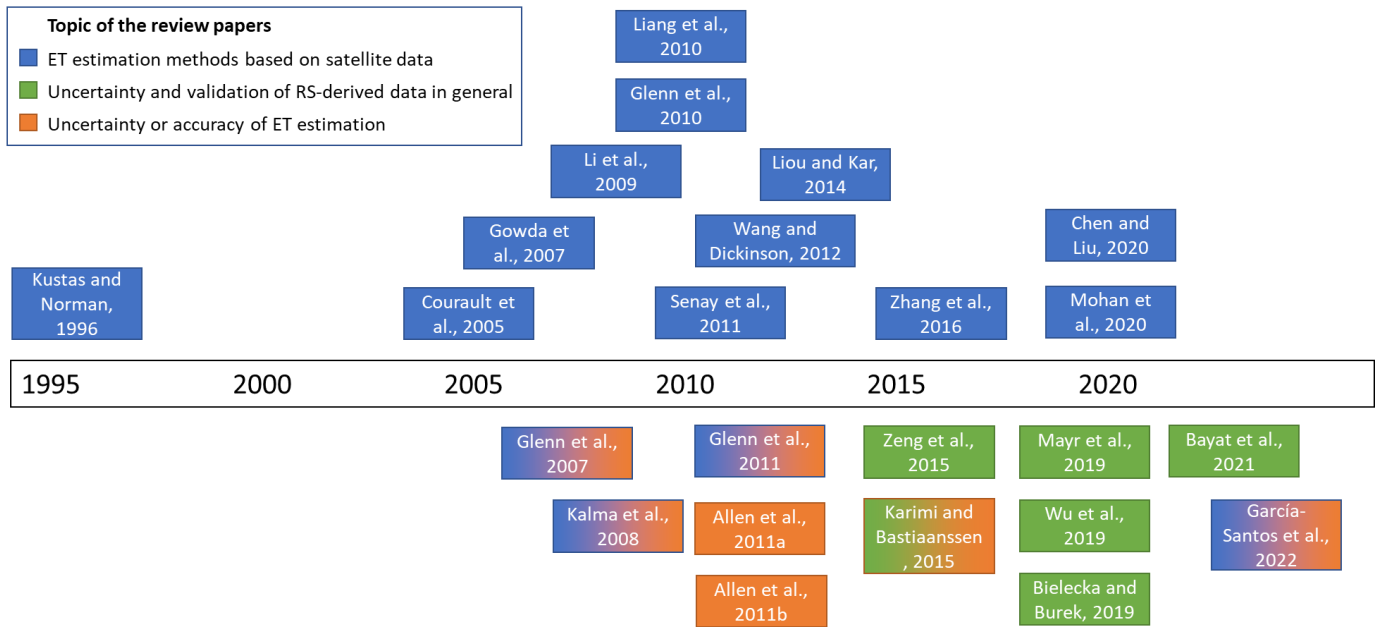 Topic of the review papers
ET estimation methods based on satellite data
Uncertainty and validation of RS-derived data in general
Uncertainty or accuracy of ET estimation
Liang et al.,
2010
Glenn et al.,
2010
Li et al.,
2009
Liou and Kar,
2014
Gowda et
al., 2007
Wang and
Dickinson, 2012
Chen and
Liu, 2020
Kustas and
Norman,
1996
Courault et
al., 2005
Senay et al.,
2011
Zhang et al.,
2016
Mohan et
al., 2020
1995 2000 2005 2010 2015 2020
Glenn et al.,
2007
Glenn et al.,
2011
Zeng et al.,
2015
Mayr et al.,
2019
Bayat et al.,
2021
Kalma et al.,
2008
Allen et al.,
2011a
Karimi and
Bastiaanssen
, 2015
Wu et al.,
2019
García-
Santos et al.,
2022
Allen et al.,
2011b
Bielecka and
Burek, 2019